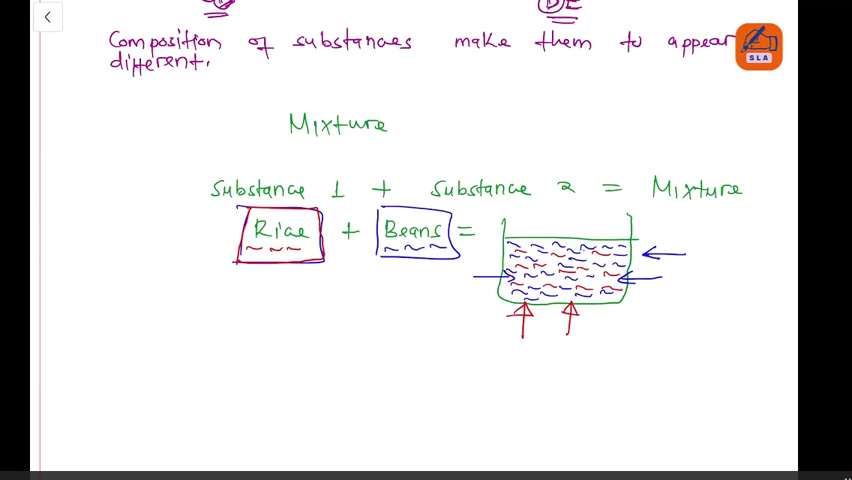 Composition of substances make them to appear
different.
SLA
Mixture
Substance 1 + Substance 2 = Mixture
Rice + Beans =